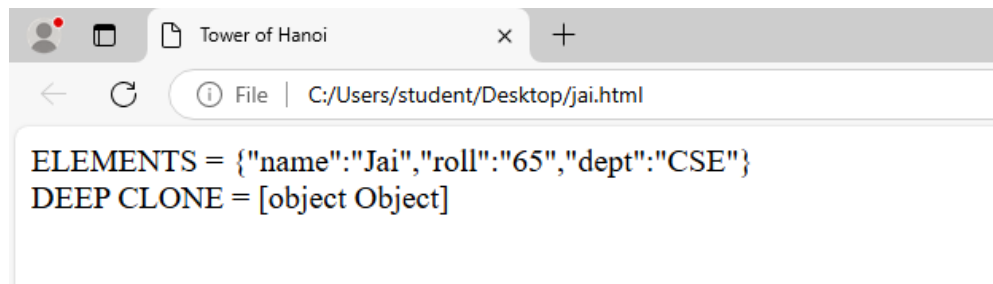 Tower of Hanoi
File | C:/Users/student/Desktop/jai.html
ELEMENTS = {"name":"Jai","roll":"65","dept":"CSE"}
DEEP CLONE = [object Object]